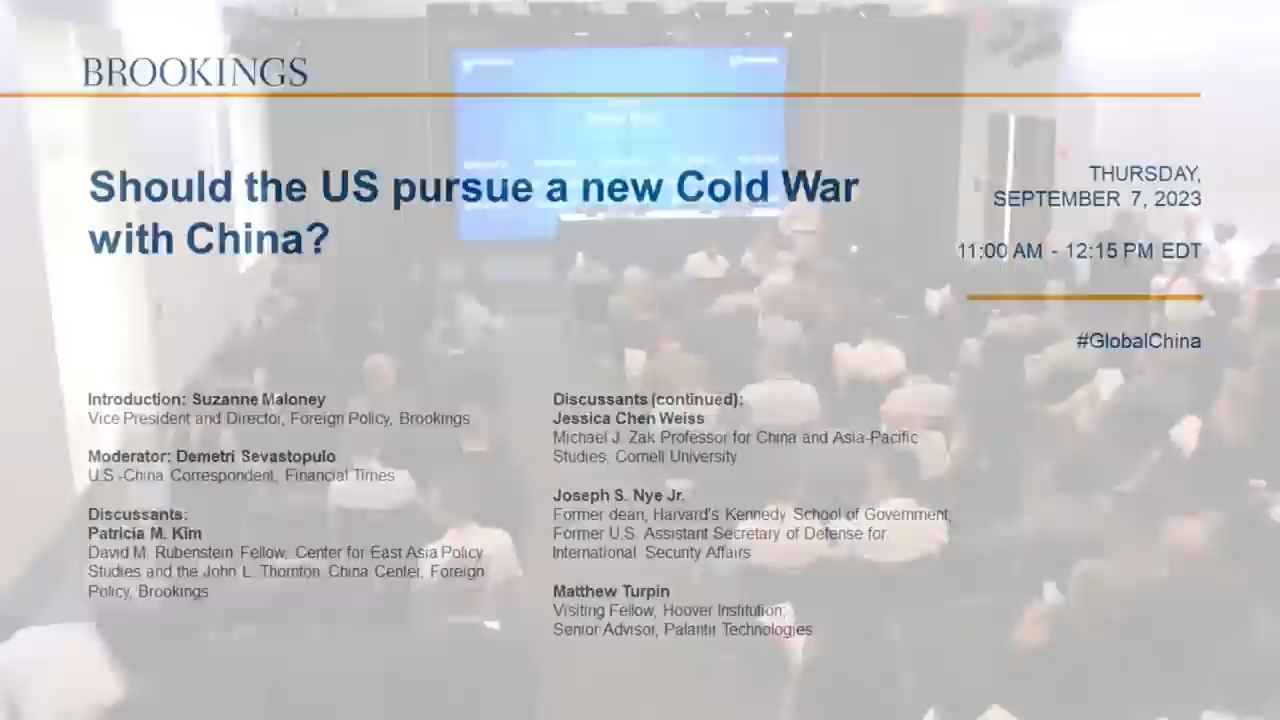 BROOKINGS
Should the US pursue a new Cold War
with China?
THURSDAY,
SEPTEMBER 7, 2023
11:00 AM - 12:15 PM EDT
#GlobalChina
Introduction: Suzanne Maloney
Vice President and Director, Foreign Policy, Brookings
Moderator: Demetri Sevastopulo
U.S.-China Correspondent, Financial Times
Discussants:
Patricia M. Kim
David M. Rubenstein Fellow, Center for East Asia Policy
Studies and the John L. Thornton China Center, Foreign
Policy, Brookings
Discussants (continued):
Jessica Chen Weiss
Michael J. Zak Professor for China and Asia-Pacific
Studies, Cornell University
Joseph S. Nye Jr.
Former dean, Harvard's Kennedy School of Government;
Former U.S. Assistant Secretary of Defense for
International Security Affairs
Matthew Turpin
Visiting Fellow, Hoover Institution;
Senior Advisor, Palantir Technologies